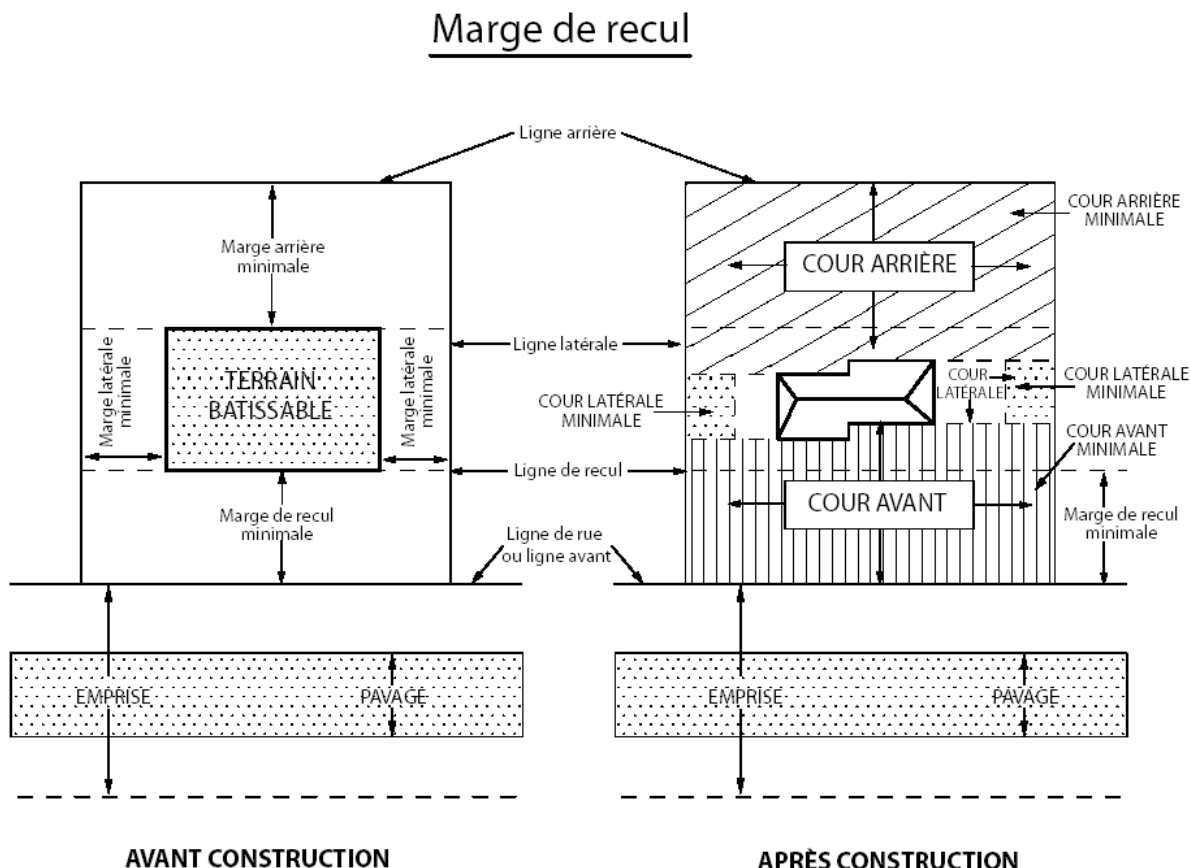 Marge de recul
Ligne arrière
Marge arrière
minimale
Marge latérale
minimale
TERRAIN
BATISSABLE
Marge latérale
minimale
Marge de recul
minimale
Ligne latérale
Ligne de recul
Ligne de rue
ou ligne avant
EMPRISE
PAVAGE
AVANT CONSTRUCTION
COUR ARRIÈRE
MINIMALE
COUR ARRIÈRE
COUR LATÉRALE
MINIMALE
COUR
LATÉRALE
COUR LATÉRALE
MINIMALE
COUR AVANT
MINIMALE
COUR AVANT
Marge de recul
minimale
EMPRISE
PAVAGE
APRÈS CONSTRUCTION